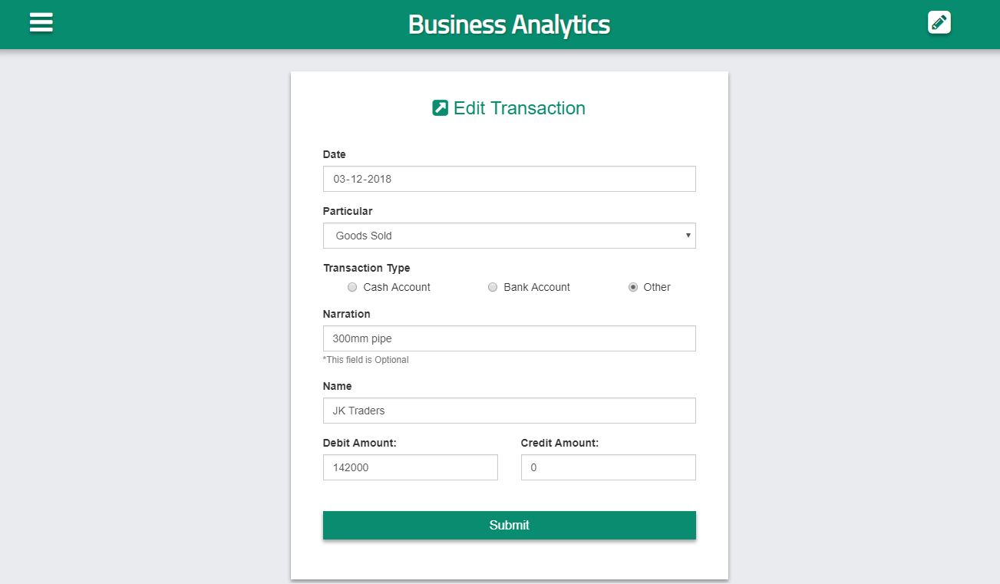 Business Analytics
Edit Transaction
Date
03-12-2018
Particular
Goods Sold
Transaction Type
Cash Account Bank Account Other
Narration
300mm pipe
*This field is Optional
Name
JK Traders
Debit Amount: Credit Amount:
142000 0
Submit